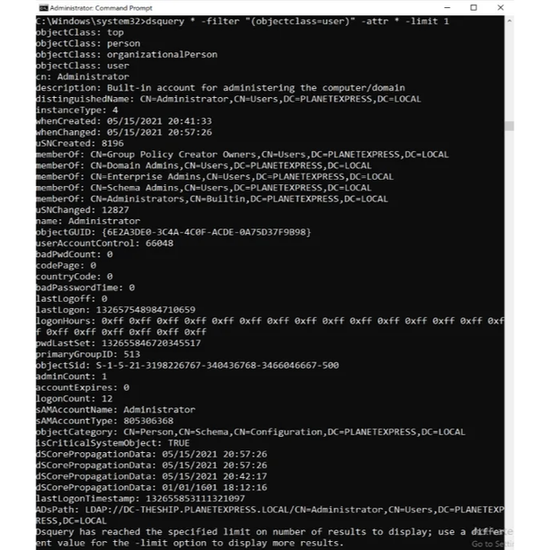 Administrator: Command Prompt
C:\Windows\system32>dsquery * -filter "(objectclass=user)" -attr * -limit 1
objectClass: top
objectClass: person
objectClass: organizationalPerson
objectClass: user
cn: Administrator
description: Built-in account for administering the computer/domain
distinguishedName: CN=Administrator,CN=Users,DC=PLANETEXPRESS,DC=LOCAL
instanceType: 4
whenCreated: 05/15/2021 20:41:33
whenChanged: 05/15/2021 20:57:26
uSNCreated: 8196
memberOf: CN=Group Policy Creator Owners,CN=Users,DC=PLANETEXPRESS,DC=LOCAL
memberOf: CN=Domain Admins,CN=Users,DC=PLANETEXPRESS,DC=LOCAL
memberOf: CN=Enterprise Admins,CN=Users,DC=PLANETEXPRESS,DC=LOCAL
memberOf: CN=Schema Admins,CN=Users,DC=PLANETEXPRESS,DC=LOCAL
memberOf: CN=Administrators,CN=Builtin,DC=PLANETEXPRESS,DC=LOCAL
uSNChanged: 12827
name: Administrator
objectGUID: {6E2A3DE0-3C4A-4C0F-ACDE-0A75D37F9B98}
userAccountControl: 66048
badPwdCount: 0
codePage: 0
countryCode: 0
badPasswordTime: 0
lastLogoff: 0
lastLogon: 132657548984710659
logonHours: 0xff 0xff 0xff 0xff 0xff 0xff 0xff 0xff 0xff 0xff 0xff 0xff 0xff 0xff 0xff 0xff 0xf
f 0xff 0xff 0xff 0xff
pwdLastSet: 132655846720345517
primaryGroupID: 513
objectSid: S-1-5-21-3198226767-340436768-3466046667-500
adminCount: 1
accountExpires: 0
logonCount: 12
sAMAccountName: Administrator
sAMAccountType: 805306368
objectCategory: CN=Person,CN=Schema,CN=Configuration,DC=PLANETEXPRESS,DC=LOCAL
isCriticalSystemObject: TRUE
dSCorePropagationData: 05/15/2021 20:57:26
dSCorePropagationData: 05/15/2021 20:57:26
dSCorePropagationData: 05/15/2021 20:42:17
dSCorePropagationData: 01/01/1601 18:12:16
lastLogonTimestamp: 132655853111321097
ADsPath: LDAP://DC-THESHIP.PLANETEXPRESS.LOCAL/CN=Administrator,CN=Users,DC=PLANETEXP
RESS,DC=LOCAL
Dsquery has reached the specified limit on number of results to display; use a differ
ent value for the -limit option to display more results.
Go to